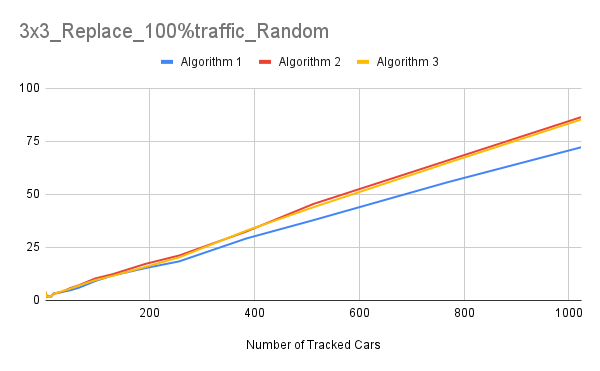 3x3_Replace_100%traffic_Random
Algorithm 1 Algorithm 2 Algorithm 3
100
75
50
25
0
200 400 600 800 1000
Number of Tracked Cars